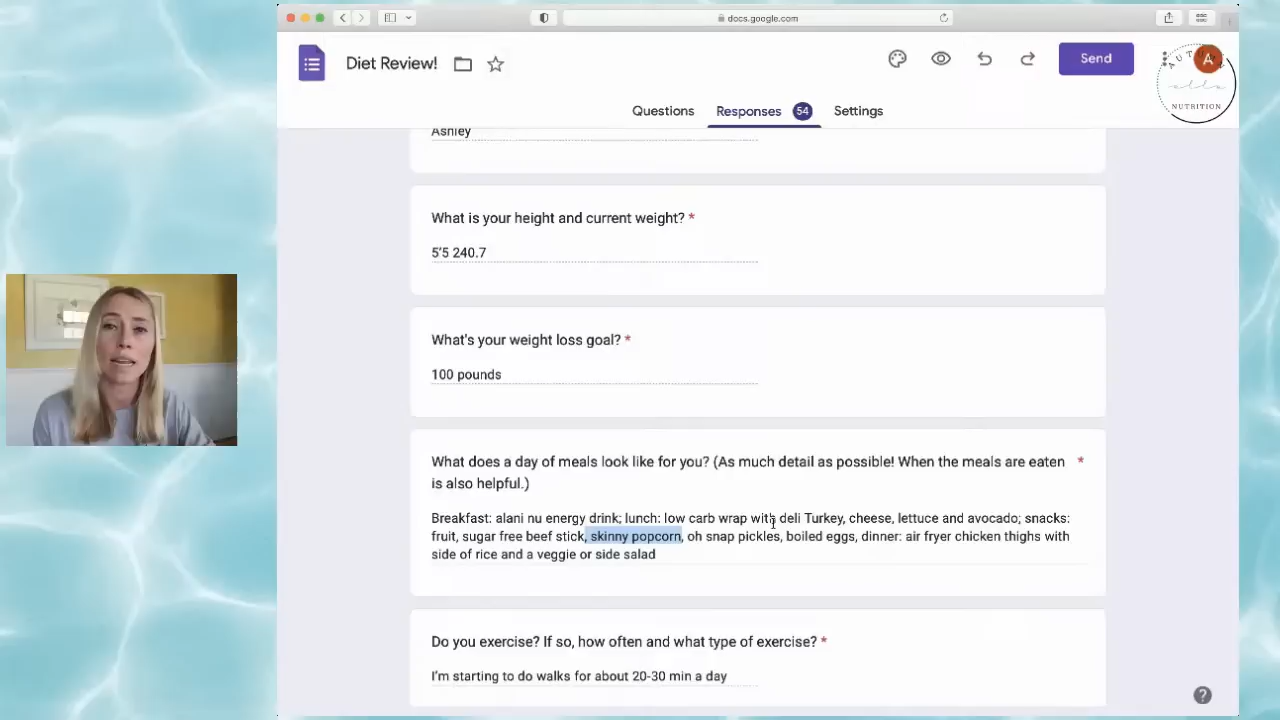 docs.google.com
Diet Review!
Send
A
AUTUMN
elle
NUTRITION
Questions
Responses
54
Settings
Ashley
What is your height and current weight? *
5'5 240.7
What's your weight loss goal? *
100 pounds
What does a day of meals look like for you? (As much detail as possible! When the meals are eaten *
is also helpful.)
Breakfast: alani nu energy drink; lunch: low carb wrap with deli Turkey, cheese, lettuce and avocado; snacks:
fruit, sugar free beef stick, skinny popcorn, oh snap pickles, boiled eggs, dinner: air fryer chicken thighs with
side of rice and a veggie or side salad
Do you exercise? If so, how often and what type of exercise? *
I'm starting to do walks for about 20-30 min a day